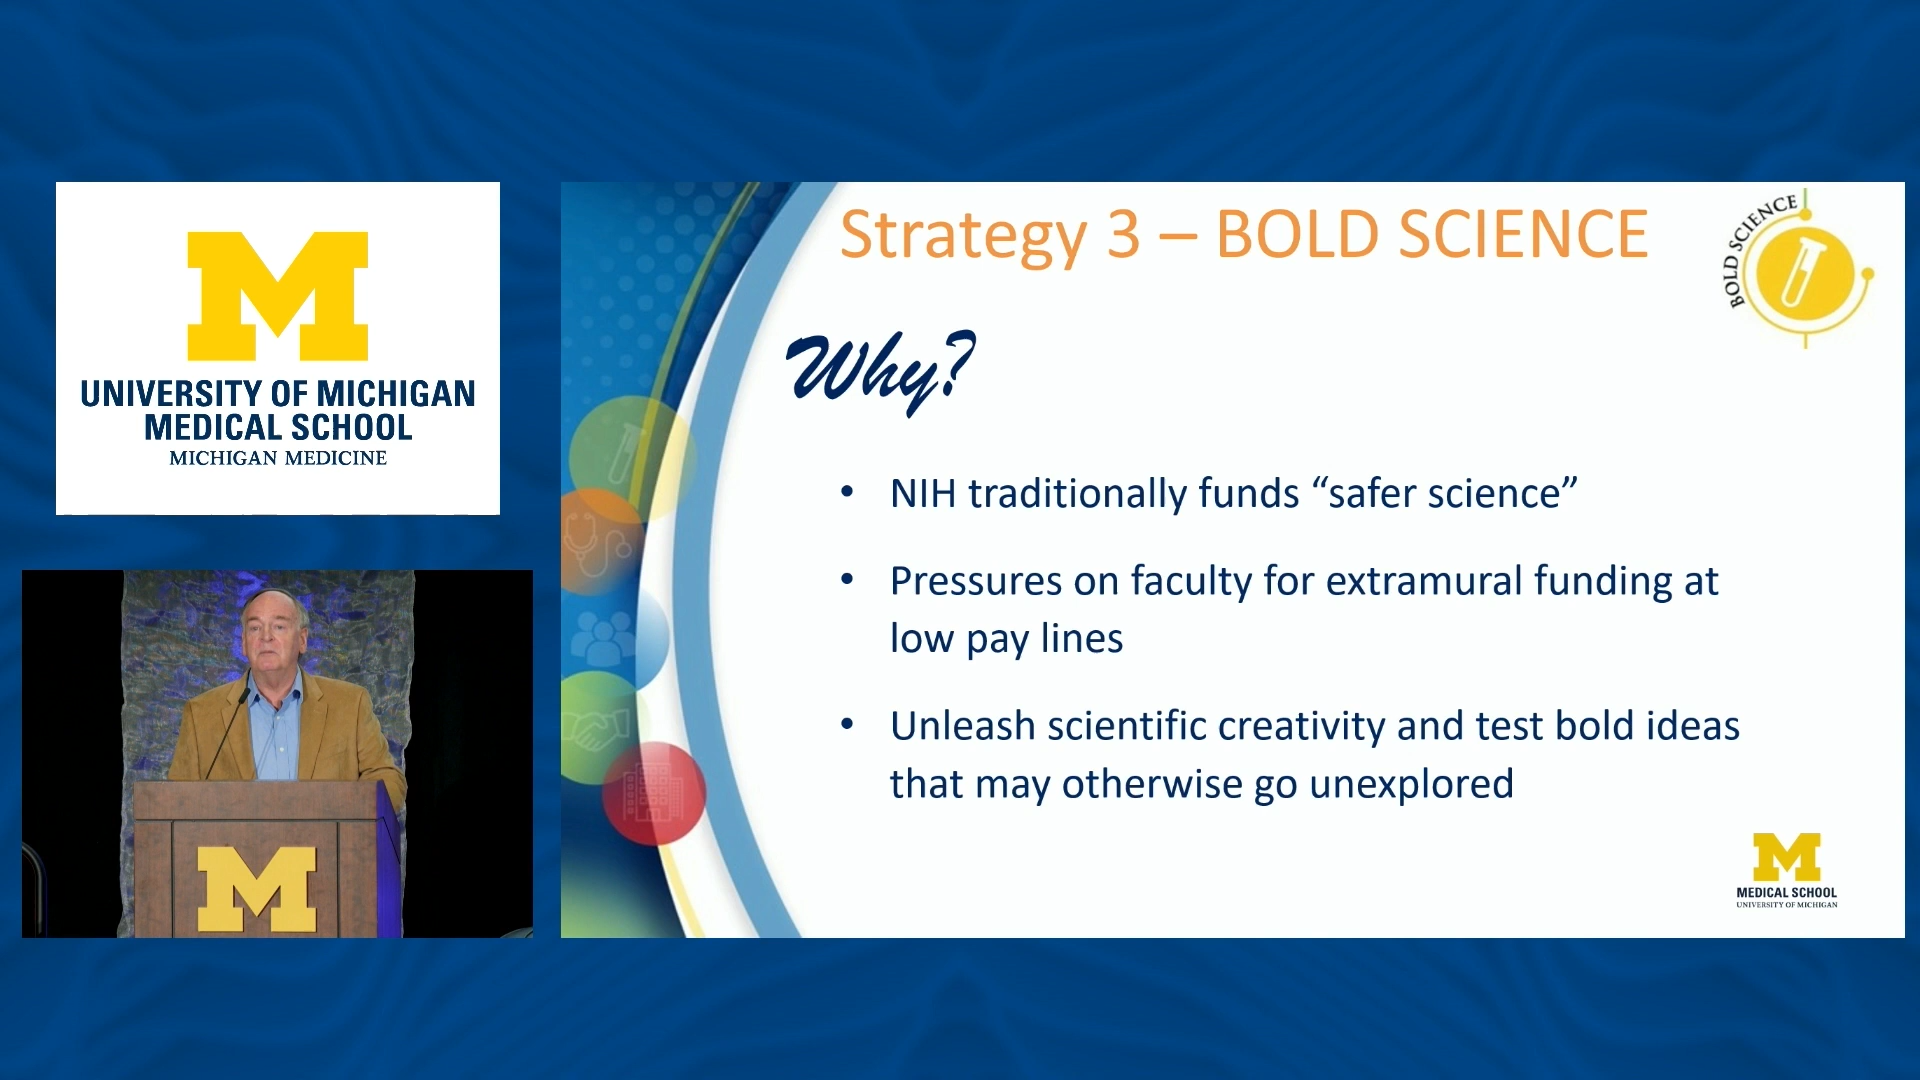 M
UNIVERSITY OF MICHIGAN
MEDICAL SCHOOL
MICHIGAN MEDICINE
M
Strategy 3 – BOLD SCIENCE
BOLD SCIENCE
Why?
• NIH traditionally funds “safer science”
• Pressures on faculty for extramural funding at
low pay lines
• Unleash scientific creativity and test bold ideas
that may otherwise go unexplored
M
MEDICAL SCHOOL
UNIVERSITY OF MICHIGAN